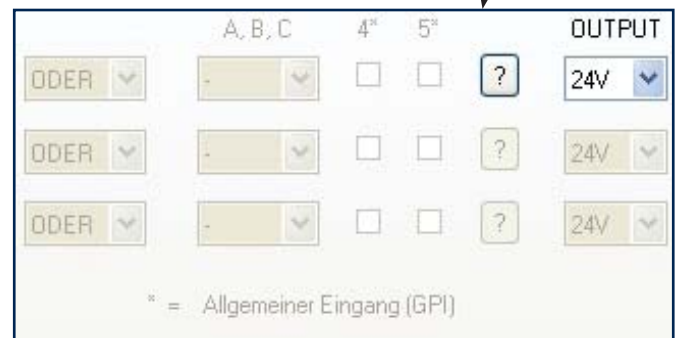 A, B, C 4* 5* OUTPUT
ODER - ? 24V
ODER - ? 24V
ODER - ? 24V
* = Allgemeiner Eingang (GPI)